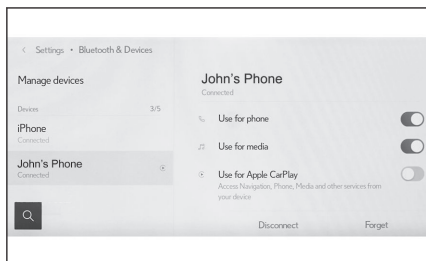 Settings • Bluetooth & Devices
Manage devices
Devices 3/5
iPhone
Connected
John's Phone
Connected
John's Phone
Connected
Use for phone
Use for media
Use for Apple CarPlay
Access Navigation, Phone, Media and other services from
your device
Disconnect Forget